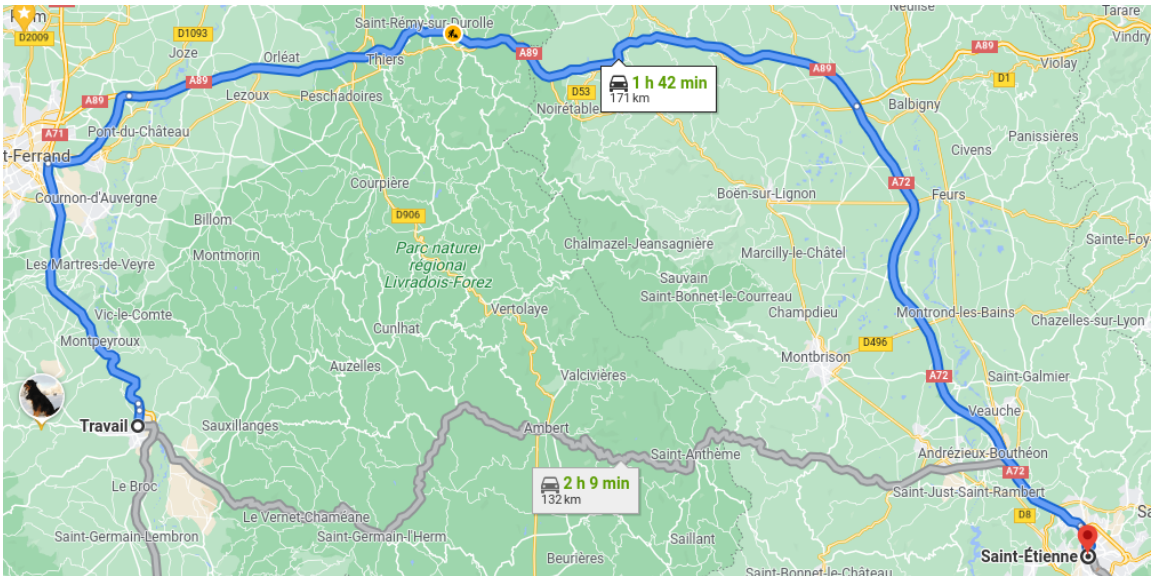 Saint-Rémy-sur-Durolle
Neulise
Tarare
D1093
D2009
Joze
Orléat
Thiers
Vindry
A89
Violay
A89
A89
A89
D1
Lezoux
Peschadoires
D53
1 h 42 min
171 km
Noirétable
Balbigny
A71
Pont-du-Château
Panissières
t-Ferrand
Civens
Courpière
A72
Cournon-d'Auvergne
Boën-sur-Lignon
Feurs
Billom
D906
Montmorin
Parc naturel
régional
Livradois-Forez
Chalmazel-Jeansagnière
Marcilly-le-Châtel
Sainte-Foy-
Les Martres-de-Veyre
Sauvain
Saint-Bonnet-le-Courreau
Vic-le-Comte
Vertolaye
Champdieu
Montrond-les-Bains
Chazelles-sur-Lyon
Montpeyroux
Cunlhat
D496
Montbrison
Auzelles
Valcivières
A72
Saint-Galmier
Travail
Sauxillanges
Ambert
Veauche
Saint-Anthème
Andrézieux-Bouthéon
A72
2 h 9 min
132 km
Le Broc
Saint-Just-Saint-Rambert
Le Vernet-Chaméane
D8
Saint-Germain-Lembron
Saint-Germain-l'Herm
Saillant
Beurières
Saint-Étienne
Saint-Bonnet-le-Château